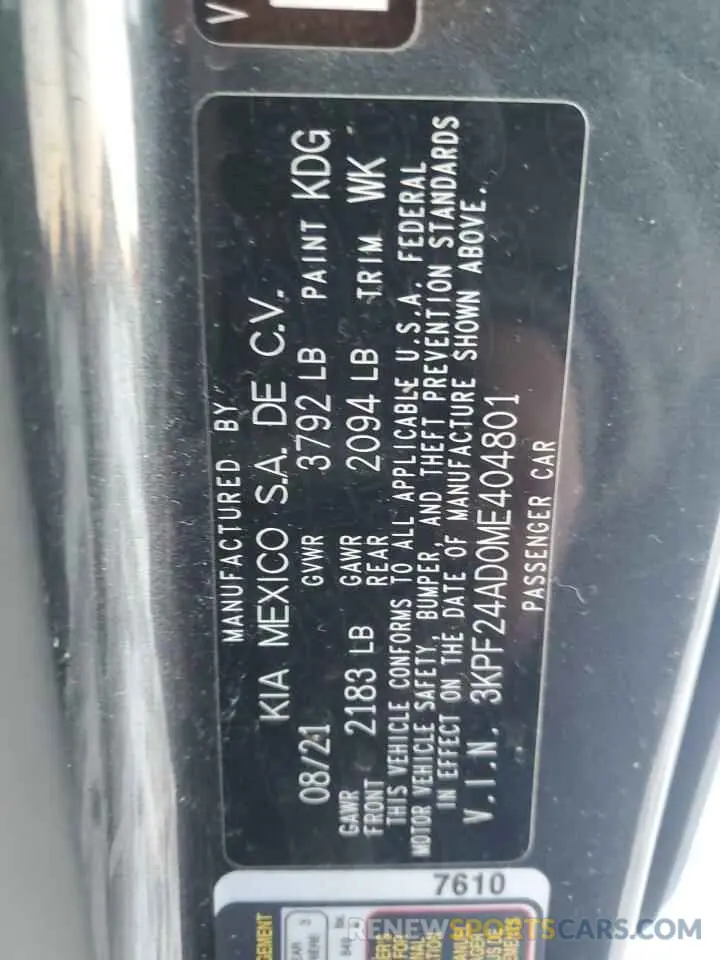 V
MANUFACTURED BY
KIA MEXICO S.A. DE C.V.
08/21 GVWR 3792 LB PAINT KDG
GAWR FRONT 2183 LB GAWR REAR 2094 LB TRIM WK
THIS VEHICLE CONFORMS TO ALL APPLICABLE U.S.A. FEDERAL
MOTOR VEHICLE SAFETY, BUMPER, AND THEFT PREVENTION STANDARDS
IN EFFECT ON THE DATE OF MANUFACTURE SHOWN ABOVE.
V.I.N. 3KPF24AD0ME404801
PASSENGER CAR
7610
RENEWSPORTSCARS.COM